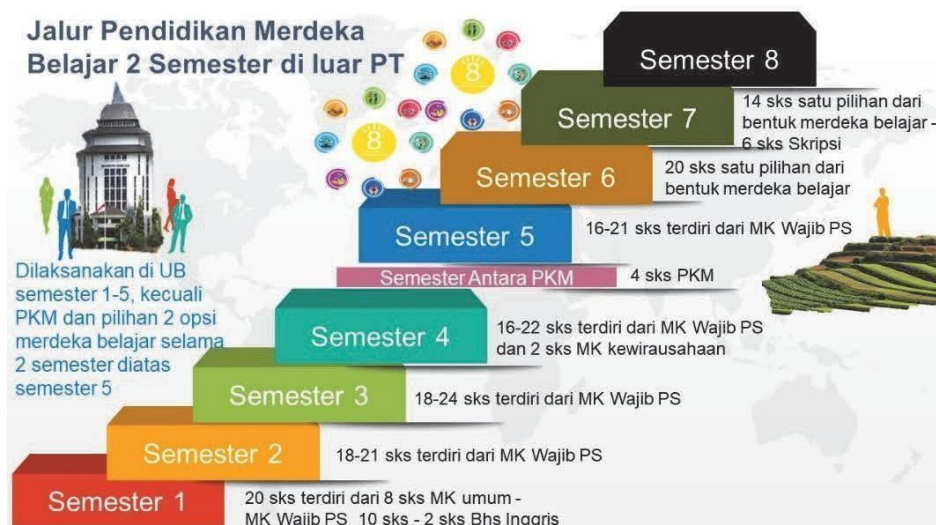 Jalur Pendidikan Merdeka
Belajar 2 Semester di luar PT
8
8
Semester 8
Semester 7
14 sks satu pilihan dari
bentuk merdeka belajar -
6 sks Skripsi
Semester 6
20 sks satu pilihan dari
bentuk merdeka belajar
Semester 5
16-21 sks terdiri dari MK Wajib PS
Semester Antara PKM
4 sks PKM
Dilaksanakan di UB
semester 1-5, kecuali
PKM dan pilihan 2 opsi
merdeka belajar selama
2 semester diatas
semester 5
Semester 4
16-22 sks terdiri dari MK Wajib PS
dan 2 sks MK kewirausahaan
Semester 3
18-24 sks terdiri dari MK Wajib PS
Semester 2
18-21 sks terdiri dari MK Wajib PS
Semester 1
20 sks terdiri dari 8 sks MK umum -
MK Wajib PS 10 sks - 2 sks Bhs Inggris